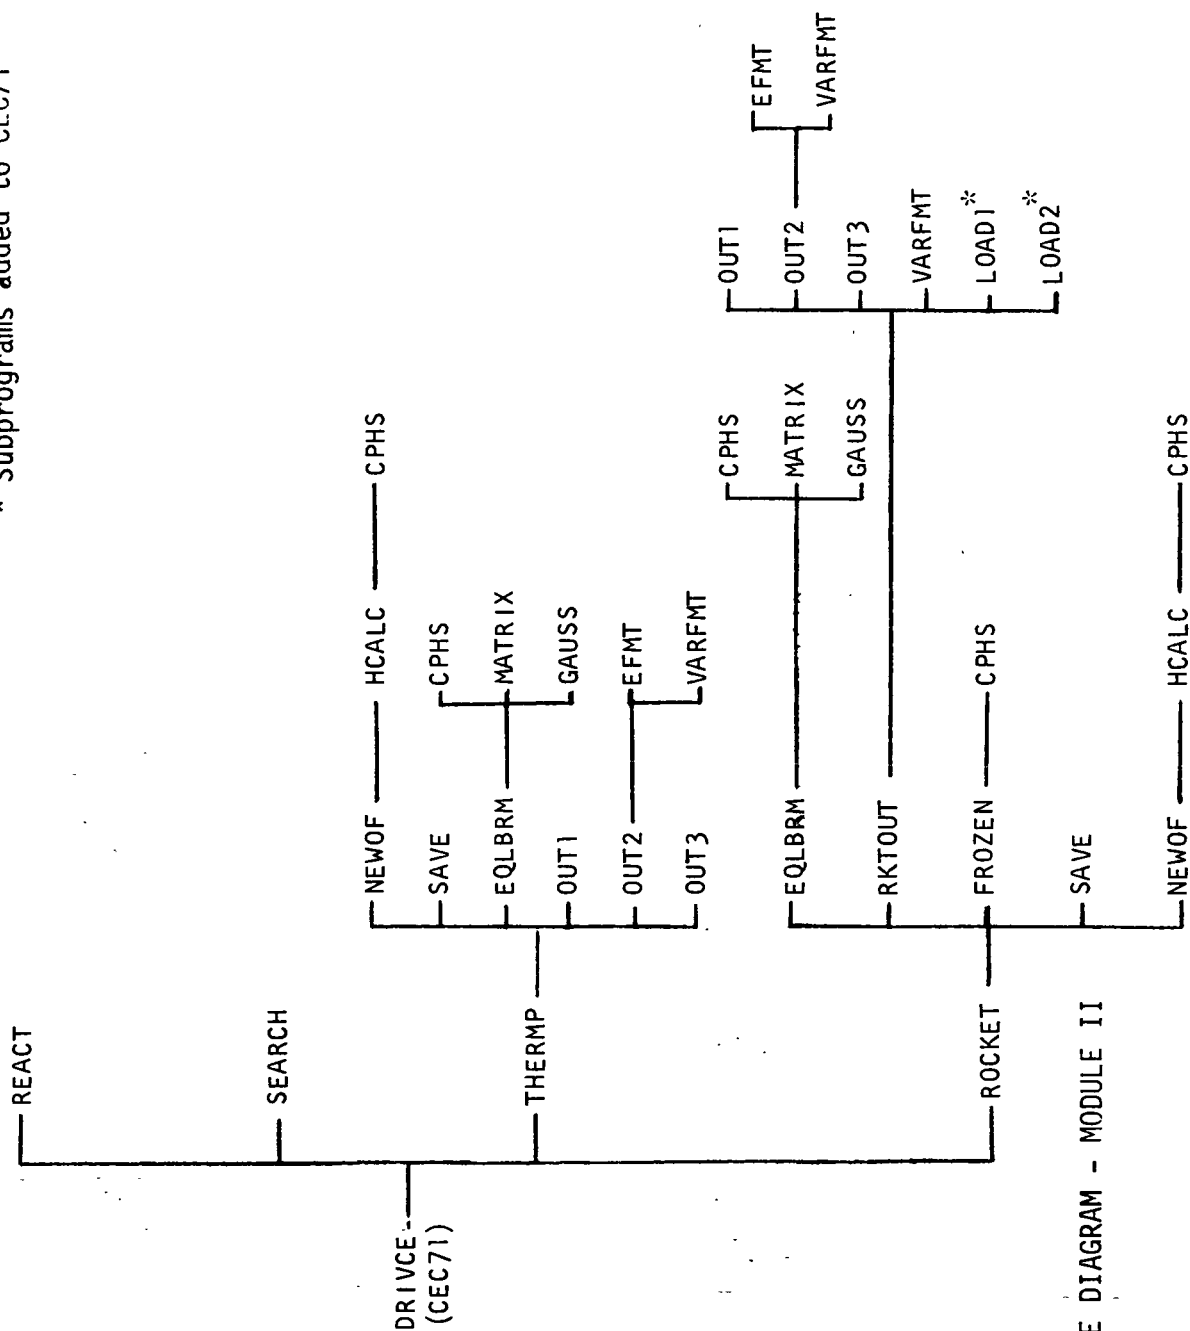 * Subprograms added to CEC71
REACT
SEARCH
DRIVCE
(CEC71)
THERMP
ROCKET
NEWOF
HCALC
CPHS
SAVE
EQLBRM
CPHS
MATRIX
GAUSS
OUT1
OUT2
EFMT
VARFMT
OUT3
EQLBRM
CPHS
MATRIX
GAUSS
RKTOUT
OUT1
OUT2
EFMT
VARFMT
OUT3
VARFMT
LOAD1*
LOAD2*
FROZEN
CPHS
SAVE
NEWOF
HCALC
CPHS
E DIAGRAM - MODULE II